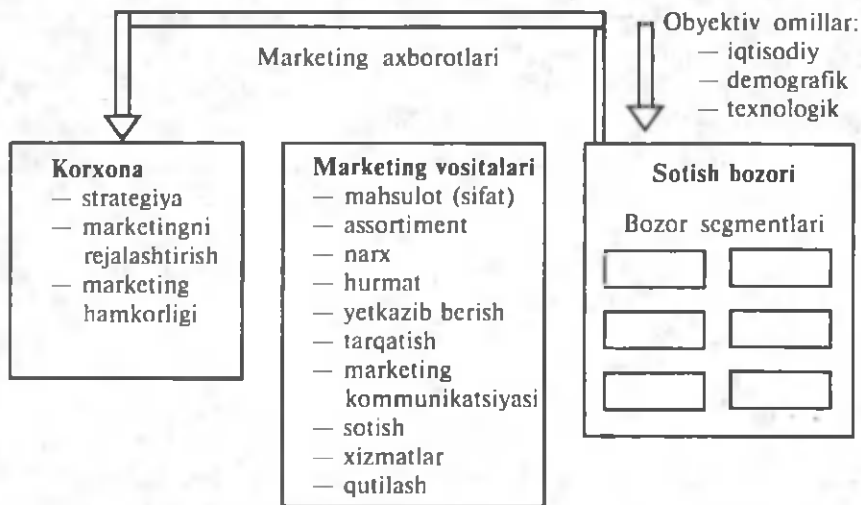 Obyektiv omillar:
— iqtisodiy
— demografik
— texnologik
Marketing axborotlari
Korxona
— strategiya
— marketingni
rejalashtirish
— marketing
hamkorligi
Marketing vositalari
— mahsulot (sifat)
— assortiment
— narx
— hurmat
— yetkazib berish
— tarqatish
— marketing
kommunikatsiyasi
— sotish
— xizmatlar
— qutilash
Sotish bozori
Bozor segmentlari